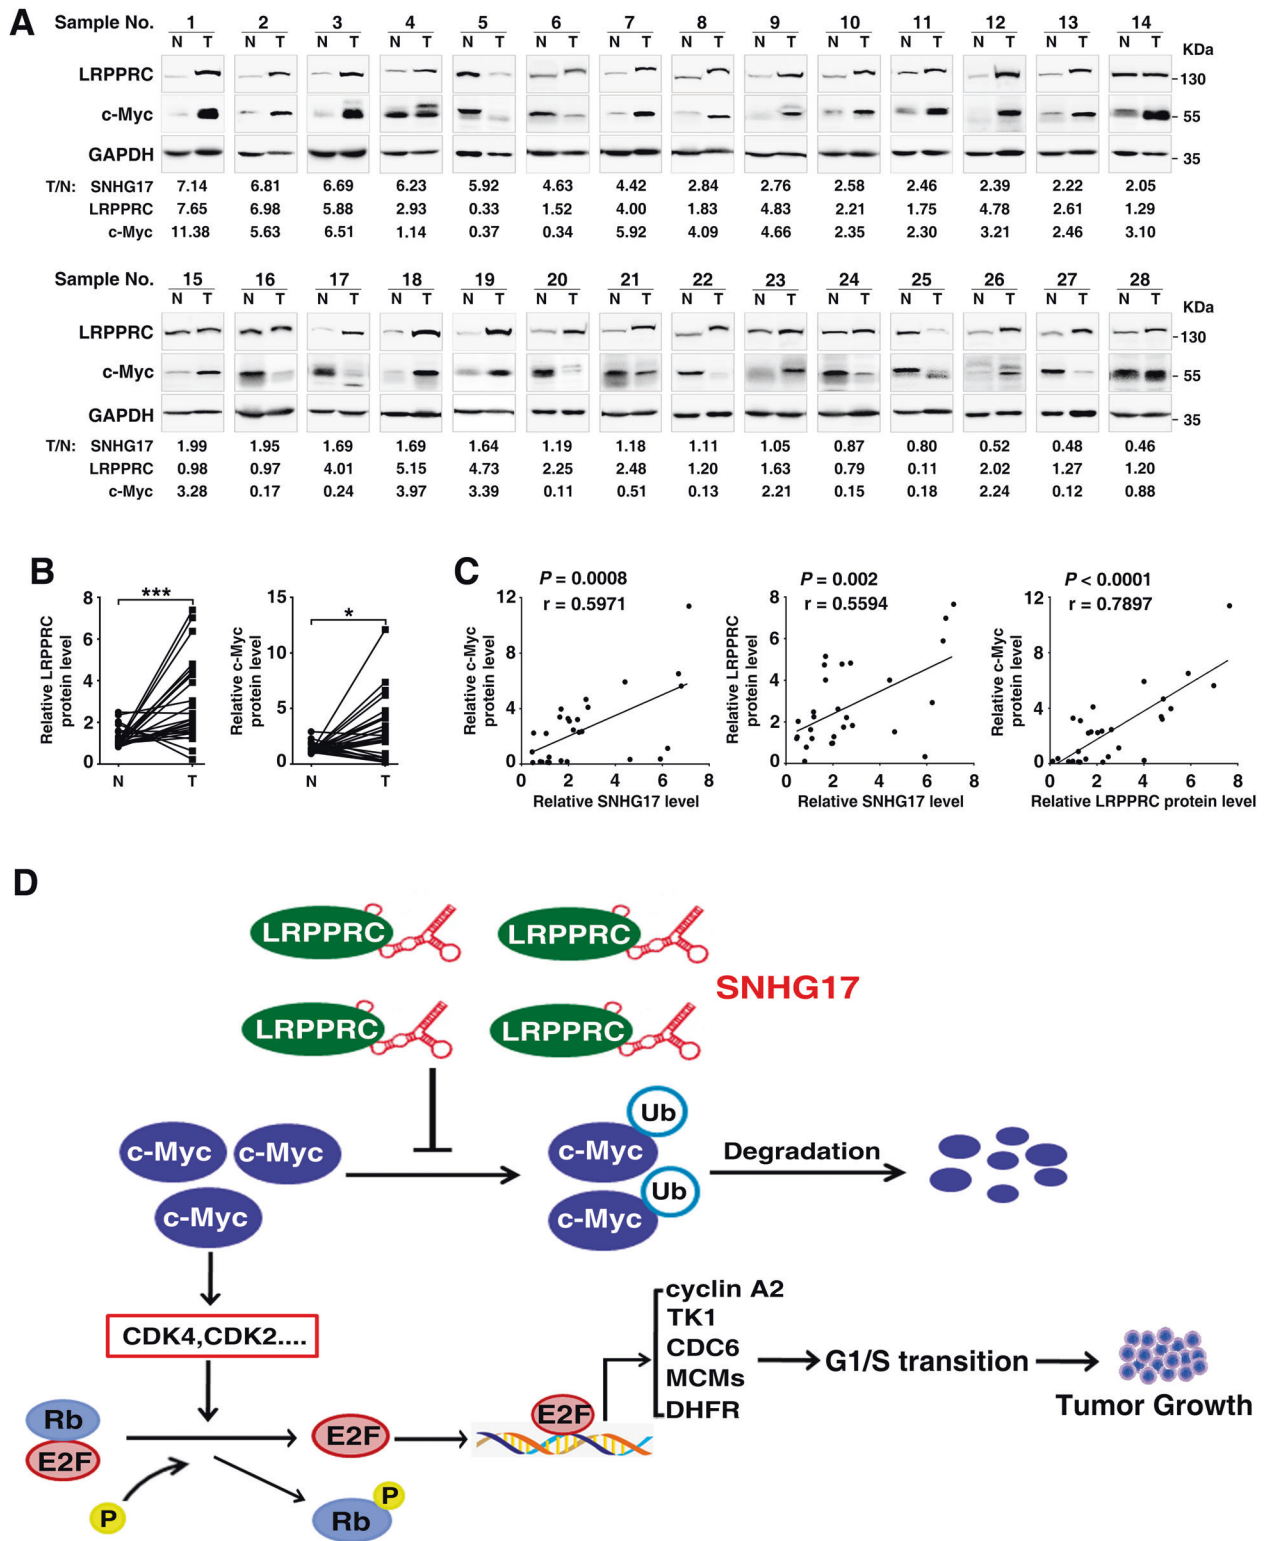 A
Sample No. 1 2 3 4 5 6 7 8 9 10 11 12 13 14
N T N T N T N T N T N T N T N T N T N T N T N T N T N T KDa
LRPPRC -130
c-Myc - 55
GAPDH - 35
T/N: SNHG17 7.14 6.81 6.69 6.23 5.92 4.63 4.42 2.84 2.76 2.58 2.46 2.39 2.22 2.05
LRPPRC 7.65 6.98 5.88 2.93 0.33 1.52 4.00 1.83 4.83 2.21 1.75 4.78 2.61 1.29
c-Myc 11.38 5.63 6.51 1.14 0.37 0.34 5.92 4.09 4.66 2.35 2.30 3.21 2.46 3.10
Sample No. 15 16 17 18 19 20 21 22 23 24 25 26 27 28
N T N T N T N T N T N T N T N T N T N T N T N T N T N T KDa
LRPPRC -130
c-Myc - 55
GAPDH - 35
T/N: SNHG17 1.99 1.95 1.69 1.69 1.64 1.19 1.18 1.11 1.05 0.87 0.80 0.52 0.48 0.46
LRPPRC 0.98 0.97 4.01 5.15 4.73 2.25 2.48 1.20 1.63 0.79 0.11 2.02 1.27 1.20
c-Myc 3.28 0.17 0.24 3.97 3.39 0.11 0.51 0.13 2.21 0.15 0.18 2.24 0.12 0.88
B
Relative LRPPRC
protein level
8
6
4
2
0
***
N T
Relative c-Myc
protein level
15
10
5
0
*
N T
C
P = 0.0008
r = 0.5971
Relative c-Myc
protein level
12
8
4
0
0 2 4 6 8
Relative SNHG17 level
P = 0.002
r = 0.5594
Relative LRPPRC
protein level
8
6
4
2
0
0 2 4 6 8
Relative SNHG17 level
P < 0.0001
r = 0.7897
Relative c-Myc
protein level
12
8
4
0
0 2 4 6 8
Relative LRPPRC protein level
D
LRPPRC LRPPRC
SNHG17
LRPPRC LRPPRC
Ub
c-Myc c-Myc c-Myc Degradation
Ub
c-Myc c-Myc
CDK4,CDK2....
cyclin A2
TK1
CDC6
MCMs
DHFR
G1/S transition
Tumor Growth
Rb
E2F
E2F
E2F
P
P
Rb